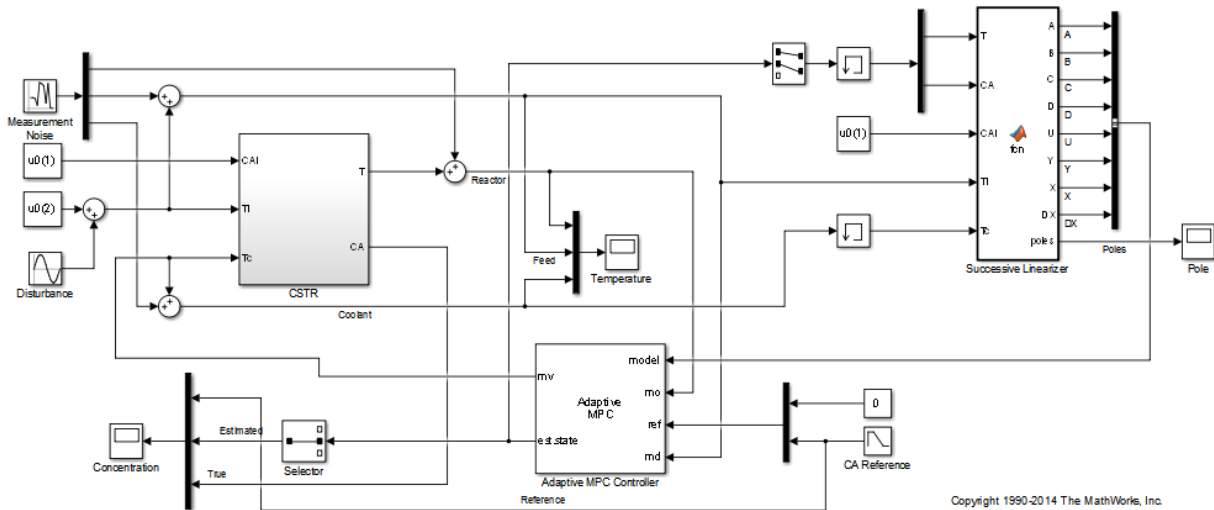 Measurement
Noise
u0(1)
u0(2)
Disturbance
CAI
TI
Tc
T
CA
CSTR
Reactor
Feed
Temperature
Coolant
u0(1)
T
CA
CAI
TI
Tc
fcn
A
B
C
D
U
Y
X
DX
poles
A
B
C
D
U
Y
X
DX
Poles
Successive Linearizer
Pole
mv
est.state
Adaptive
MPC
model
mo
ref
md
Adaptive MPC Controller
0
CA Reference
Estimated
True
Selector
Concentration
Reference
Copyright 1990-2014 The MathWorks, Inc.